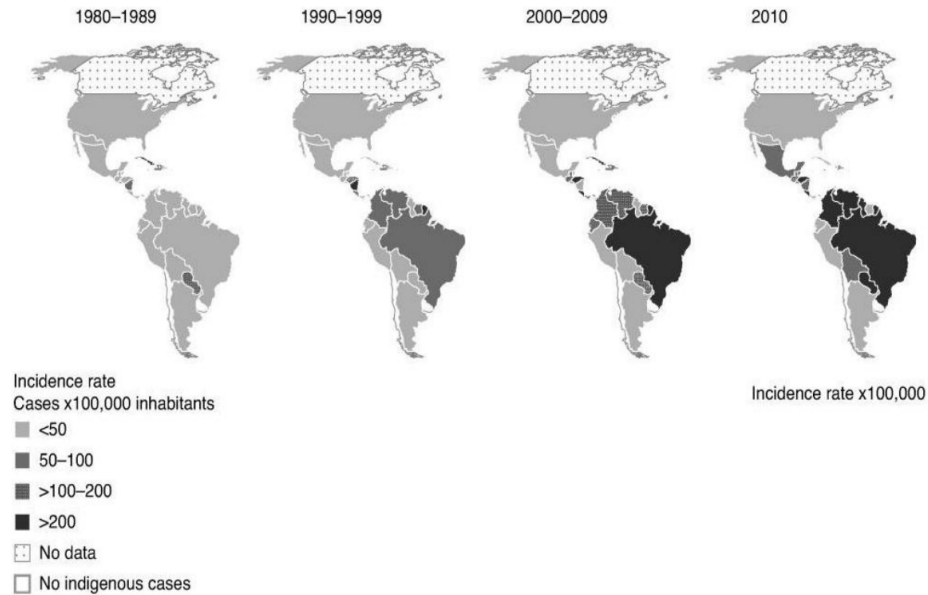 1980–1989
1990–1999
2000–2009
2010
Incidence rate
Cases x100,000 inhabitants
<50
50–100
>100–200
>200
No data
No indigenous cases
Incidence rate x100,000